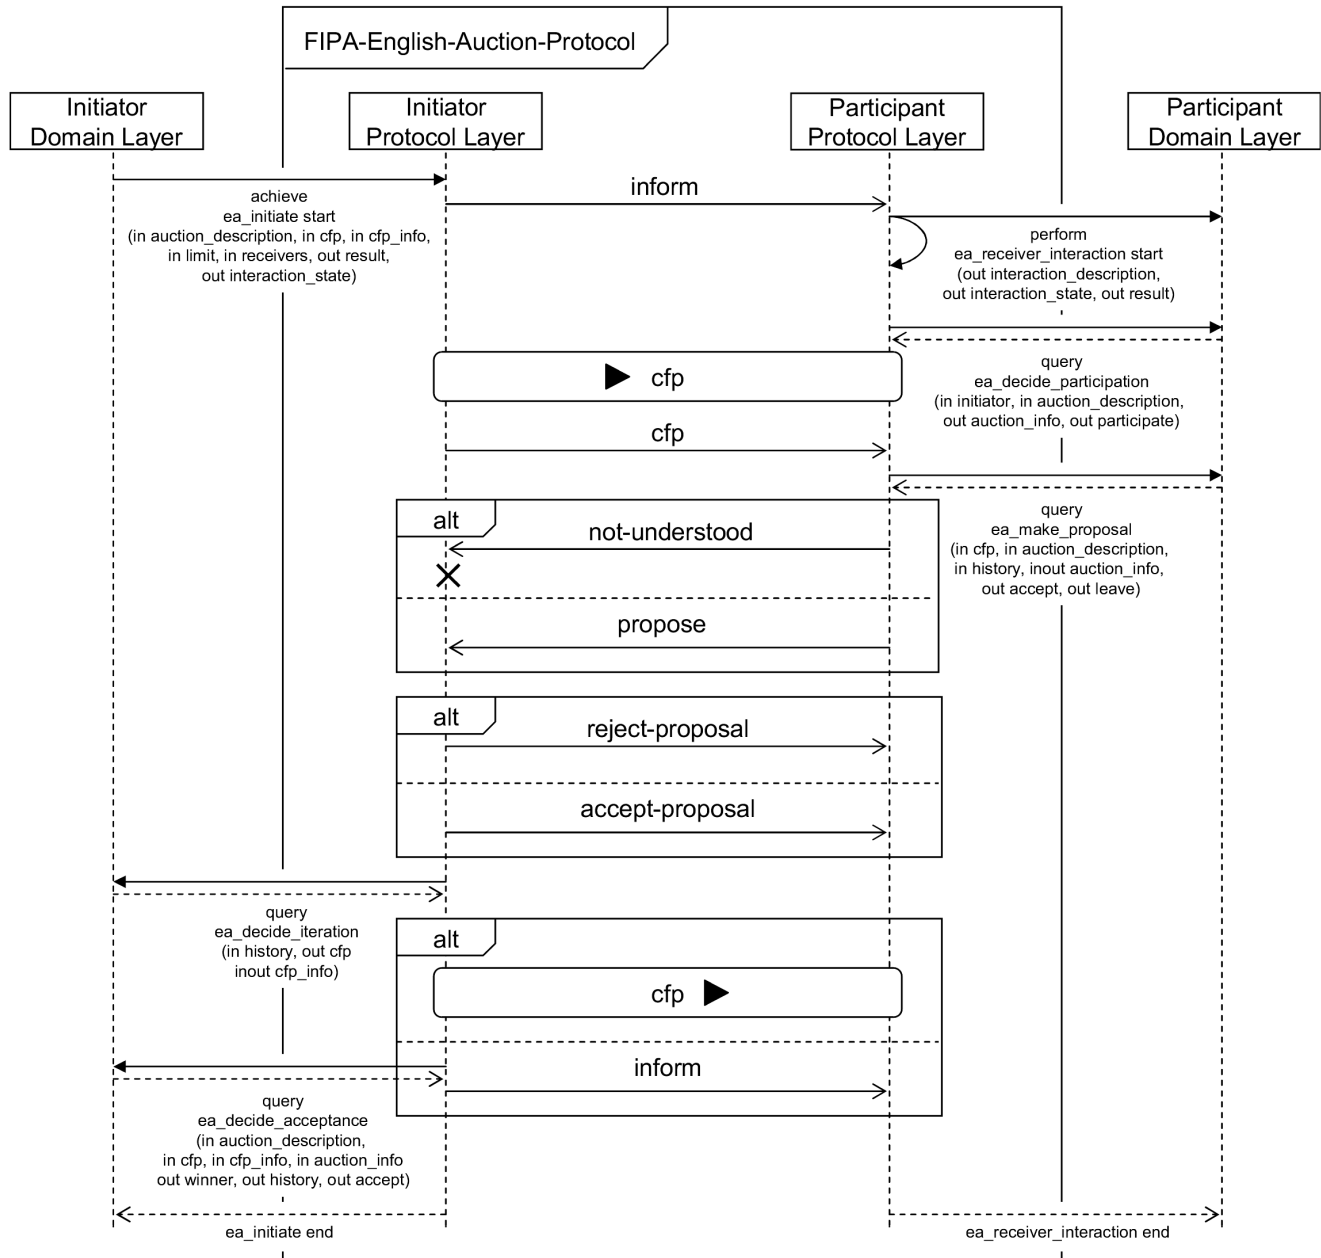 FIPA-English-Auction-Protocol
Initiator
Domain Layer
Initiator
Protocol Layer
Participant
Protocol Layer
Participant
Domain Layer
achieve
ea_initiate start
(in auction_description, in cfp, in cfp_info,
in limit, in receivers, out result,
out interaction_state)
inform
perform
ea_receiver_interaction start
(out interaction_description,
out interaction_state, out result)
query
ea_decide_participation
(in initiator, in auction_description,
out auction_info, out participate)
cfp
cfp
query
ea_make_proposal
(in cfp, in auction_description,
in history, inout auction_info,
out accept, out leave)
alt
not-understood
propose
alt
reject-proposal
accept-proposal
query
ea_decide_iteration
(in history, out cfp
inout cfp_info)
alt
cfp
inform
query
ea_decide_acceptance
(in auction_description,
in cfp, in cfp_info, in auction_info
out winner, out history, out accept)
ea_initiate end
ea_receiver_interaction end